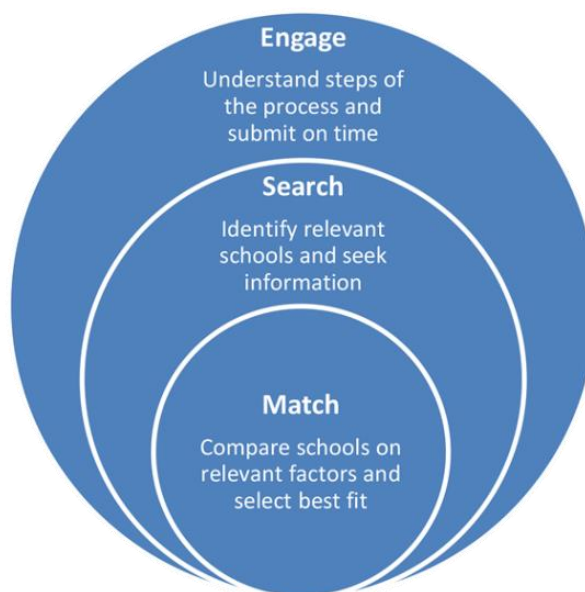 Engage
Understand steps of
the process and
submit on time
Search
Identify relevant
schools and seek
information
Match
Compare schools on
relevant factors and
select best fit